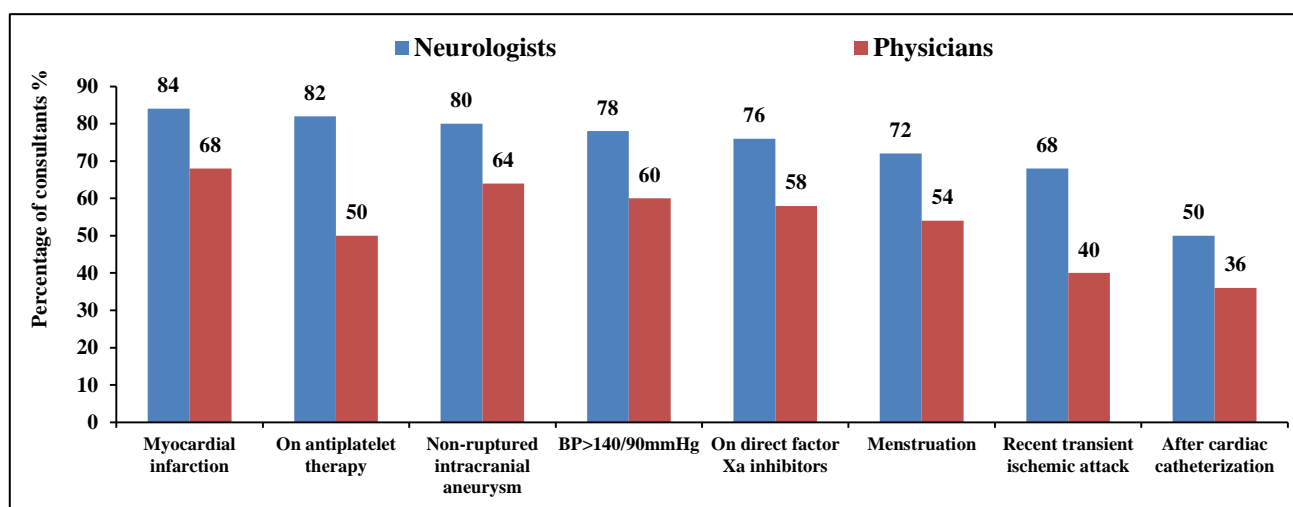 Neurologists Physicians
Percentage of consultants %
90
80
70
60
50
40
30
20
10
0
84 68 82 50 80 64 78 60 76 58 72 54 68 40 50 36
Myocardial
infarction
On antiplatelet
therapy
Non-ruptured
intracranial
aneurysm
BP>140/90mmHg
On direct factor
Xa inhibitors
Menstruation
Recent transient
ischemic attack
After cardiac
catheterization